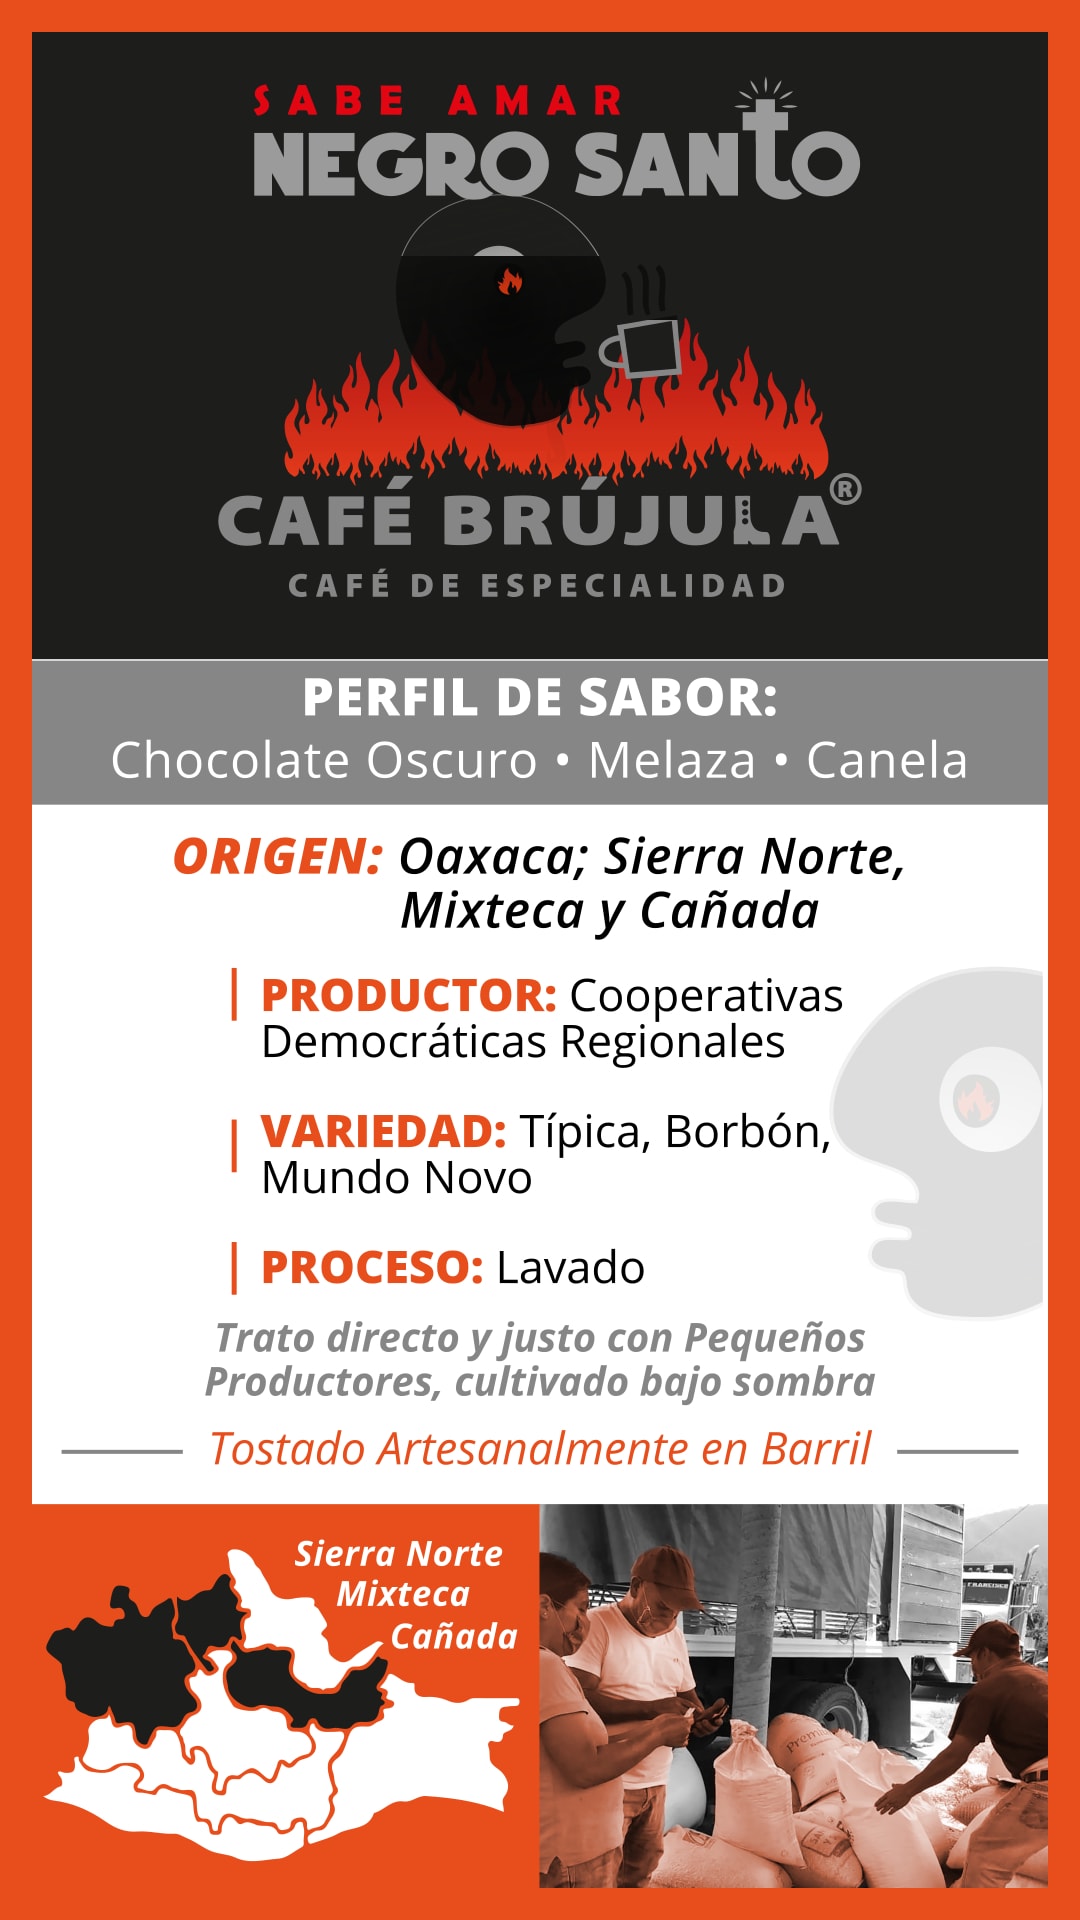 SABE AMAR
NEGRO SANTO
CAFÉ BRÚJULA®
CAFÉ DE ESPECIALIDAD
PERFIL DE SABOR:
Chocolate Oscuro • Melaza • Canela
ORIGEN: Oaxaca; Sierra Norte,
Mixteca y Cañada
PRODUCTOR: Cooperativas
Democráticas Regionales
VARIEDAD: Típica, Borbón,
Mundo Novo
PROCESO: Lavado
Trato directo y justo con Pequeños
Productores, cultivado bajo sombra
Tostado Artesanalmente en Barril
Sierra Norte
Mixteca
Cañada